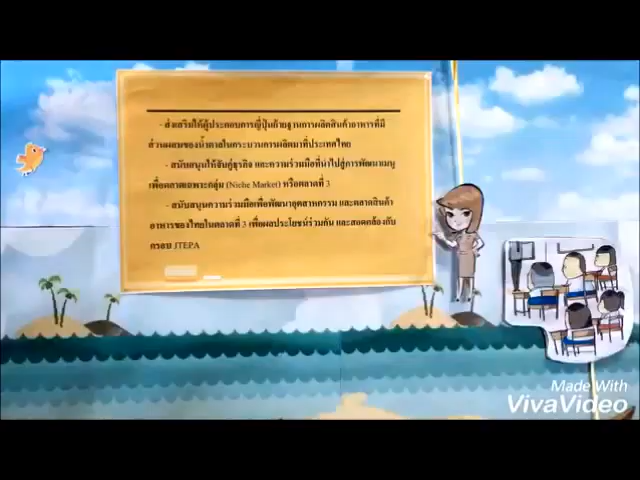 - ส่งเสริมให้ผู้ประกอบการญี่ปุ่นย้ายฐานการผลิตสินค้าอาหารที่มี
ส่วนผสมของน้ำตาลในกระบวนการผลิตมาที่ประเทศไทย
- สนับสนุนให้จับคู่ธุรกิจ และความร่วมมือที่นำไปสู่การพัฒนาเมนู
เพื่อตลาดเฉพาะกลุ่ม (Niche Market) หรือตลาดที่ 3
- สนับสนุนความร่วมมือเพื่อพัฒนาอุตสาหกรรม และตลาดสินค้า
อาหารของไทยในตลาดที่ 3 เพื่อผลประโยชน์ร่วมกัน และสอดคล้องกับ
กรอบ JTEPA
Made With
VivaVideo